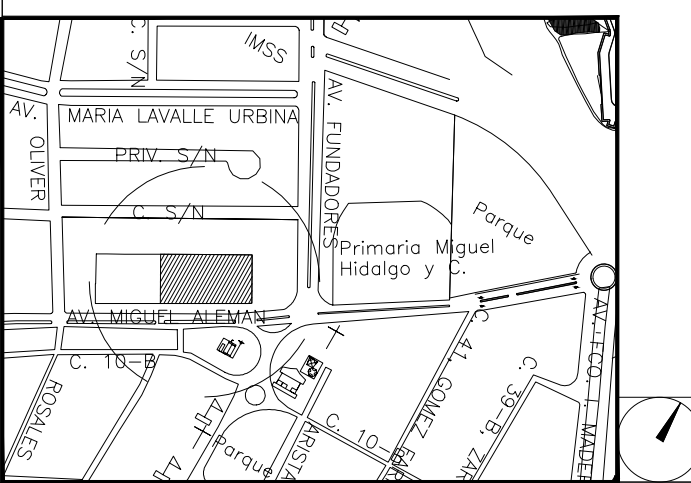 C. S/N
IMSS
AV.
OLIVER
MARIA LAVALLE URBINA
AV. FUNDADORES
PRIV. S/N
C. S/N
Parque
Primaria Miguel
Hidalgo y C.
AV. MIGUEL ALEMAN
C. 10-B
ROSALES
C. 41, GOMEZ FAR
C. 39-B, ZAR
AV. FCO. I. MADER
C. 10-B
ARISTA
Parque